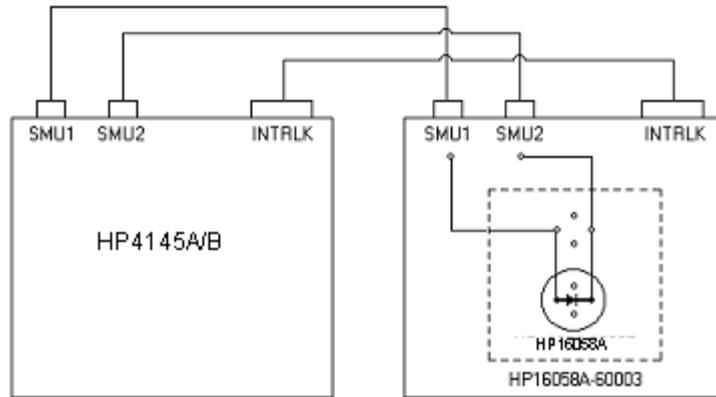 SMU1 SMU2 INTRLK SMU1 SMU2 INTRLK
HP4145A/B
HP16058A
HP16058A-60003